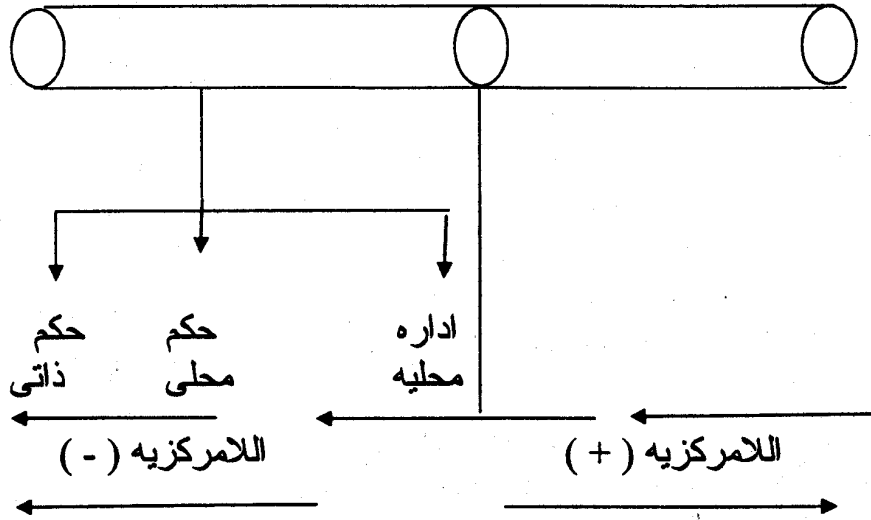 اداره حكم حكم
محليه محلى ذاتى
اللامركزيه ( + ) اللامركزيه ( - )